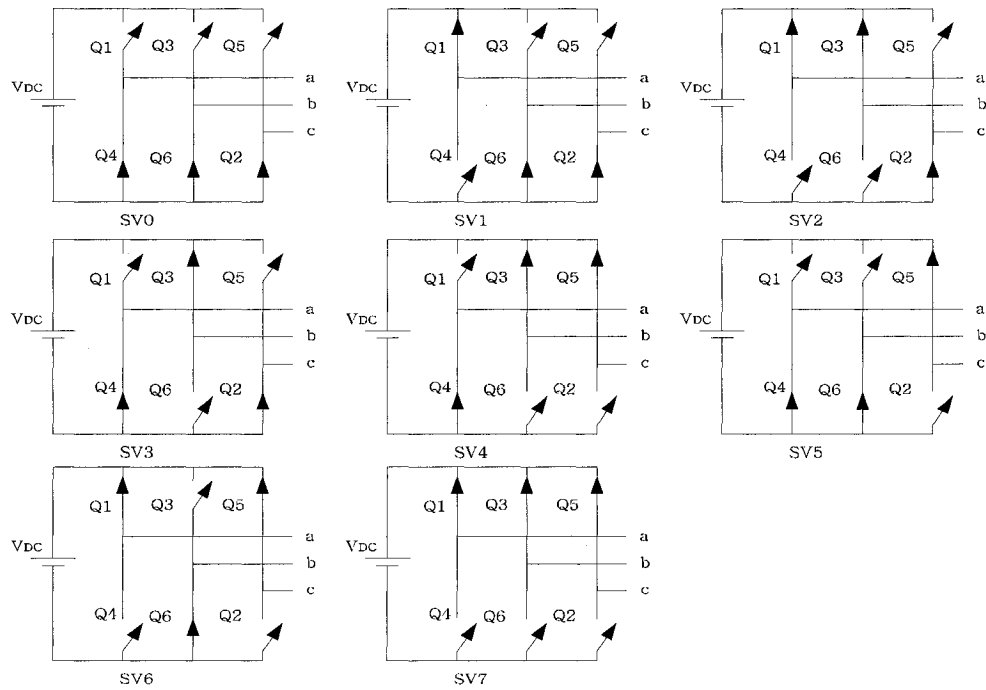 Q1 Q3 Q5
VDC
a
b
c
Q4 Q6 Q2
SV0
Q1 Q3 Q5
VDC
a
b
c
Q4 Q6 Q2
SV1
Q1 Q3 Q5
VDC
a
b
c
Q4 Q6 Q2
SV2
Q1 Q3 Q5
VDC
a
b
c
Q4 Q6 Q2
SV3
Q1 Q3 Q5
VDC
a
b
c
Q4 Q6 Q2
SV4
Q1 Q3 Q5
VDC
a
b
c
Q4 Q6 Q2
SV5
Q1 Q3 Q5
VDC
a
b
c
Q4 Q6 Q2
SV6
Q1 Q3 Q5
VDC
a
b
c
Q4 Q6 Q2
SV7